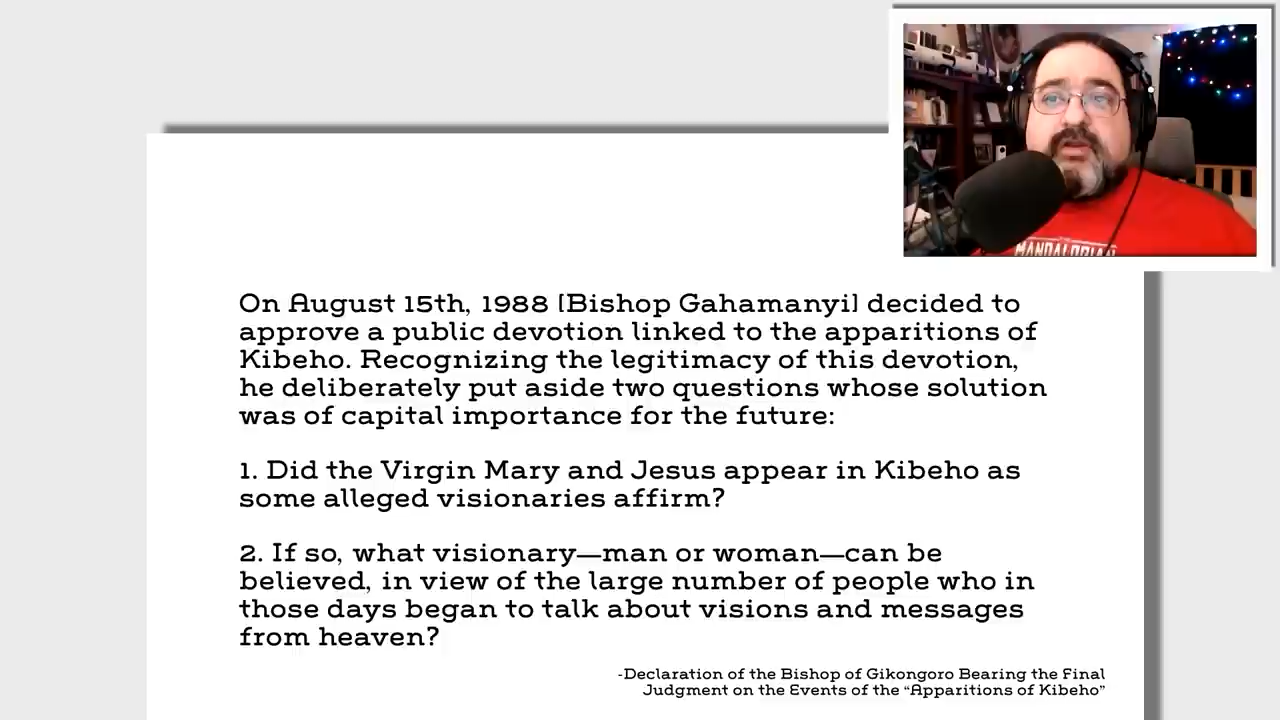 MANDALORIAN
On August 15th, 1988 [Bishop Gahamanyi] decided to
approve a public devotion linked to the apparitions of
Kibeho. Recognizing the legitimacy of this devotion,
he deliberately put aside two questions whose solution
was of capital importance for the future:
1. Did the Virgin Mary and Jesus appear in Kibeho as
some alleged visionaries affirm?
2. If so, what visionary—man or woman—can be
believed, in view of the large number of people who in
those days began to talk about visions and messages
from heaven?
-Declaration of the Bishop of Gikongoro Bearing the Final
Judgment on the Events of the “Apparitions of Kibeho”